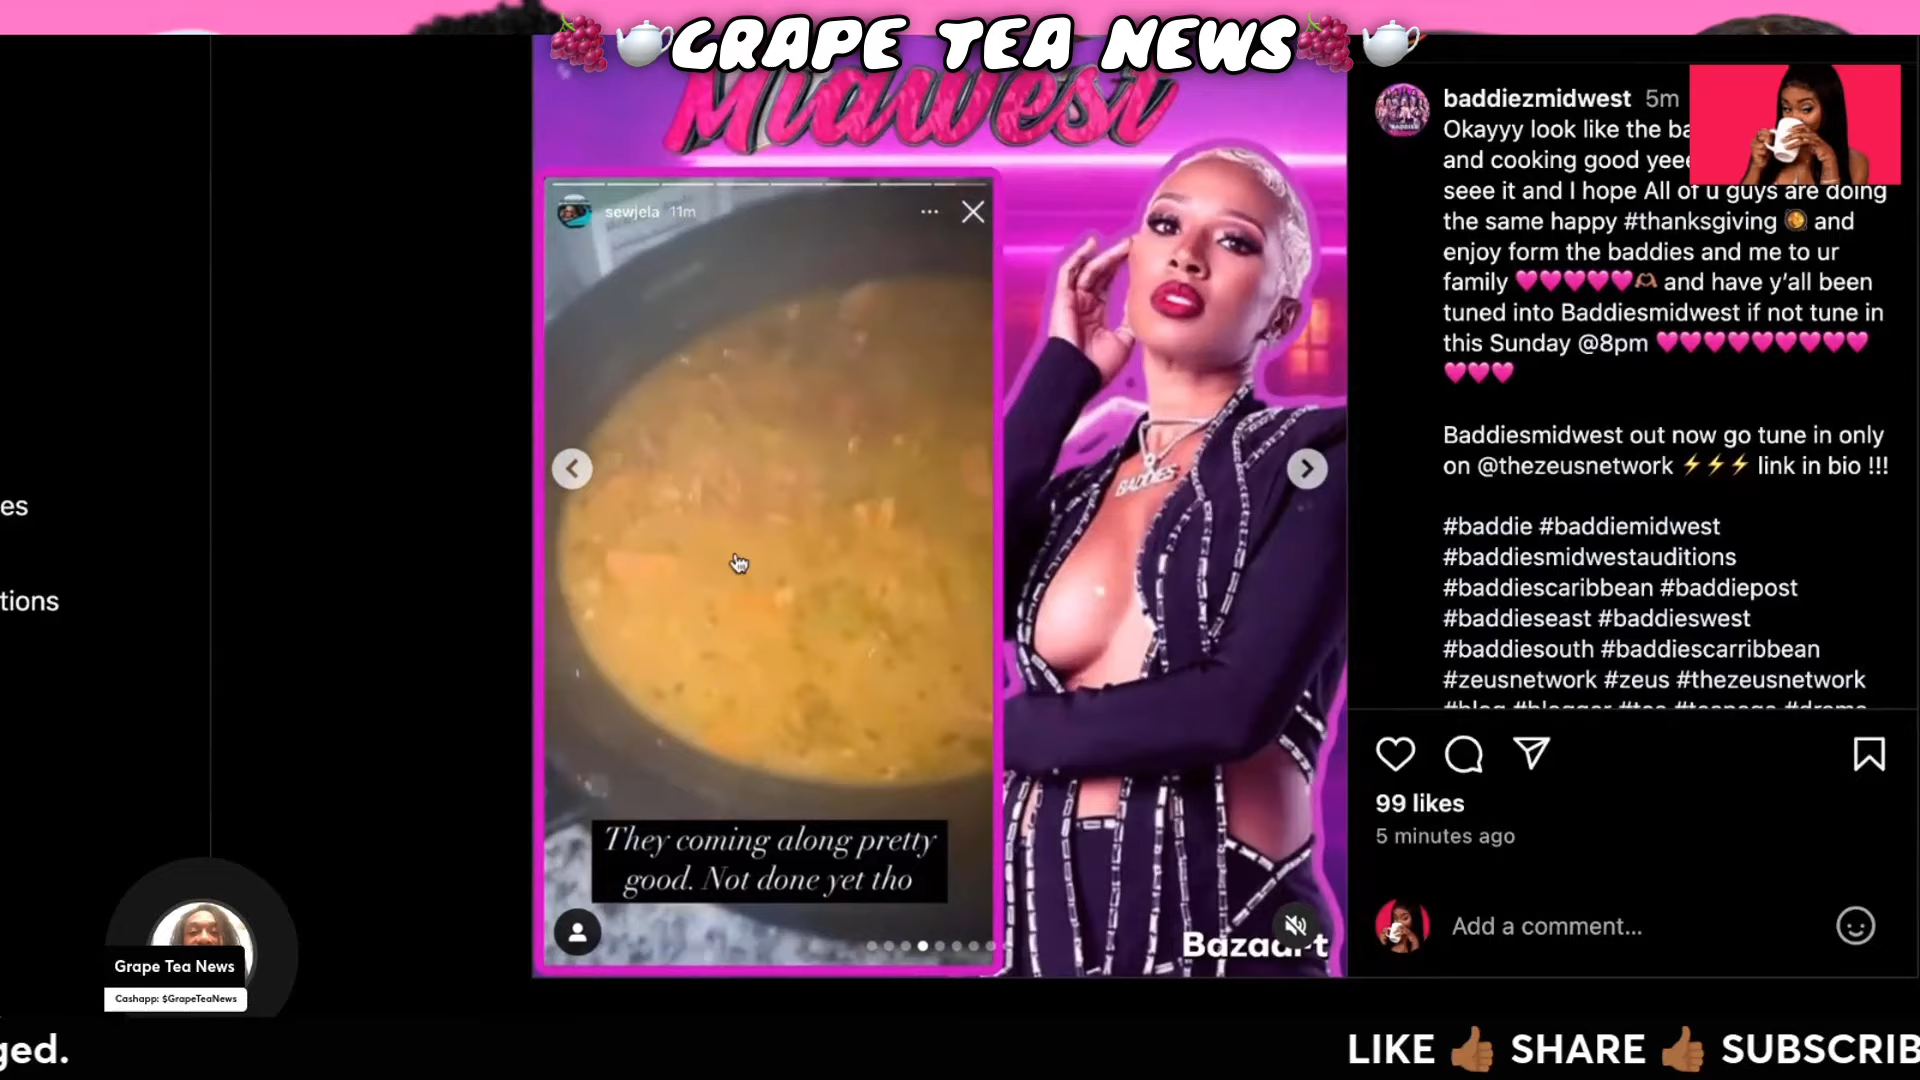 GRAPE TEA NEWS
Midwest
sewjela 11m
They coming along pretty
good. Not done yet tho
BADDIES
baddiezmidwest 5m
Okayyy look like the ba
and cooking good yeee
seee it and I hope All of u guys are doing
the same happy #thanksgiving 🥘 and
enjoy form the baddies and me to ur
family 💗💗💗💗💗🫶🏾 and have y’all been
tuned into Baddiesmidwest if not tune in
this Sunday @8pm 💗💗💗💗💗💗💗💗💗
💗💗💗
Baddiesmidwest out now go tune in only
on @thezeusnetwork ⚡⚡⚡ link in bio !!!
#baddie #baddiemidwest
#baddiesmidwestauditions
#baddiescaribbean #baddiepost
#baddieseast #baddieswest
#baddiesouth #baddiescarribbean
#zeusnetwork #zeus #thezeusnetwork
99 likes
5 minutes ago
Add a comment...
es
tions
Grape Tea News
Cashapp: $GrapeTeaNews
ged.
LIKE 👍🏾 SHARE 👍🏾 SUBSCRIB